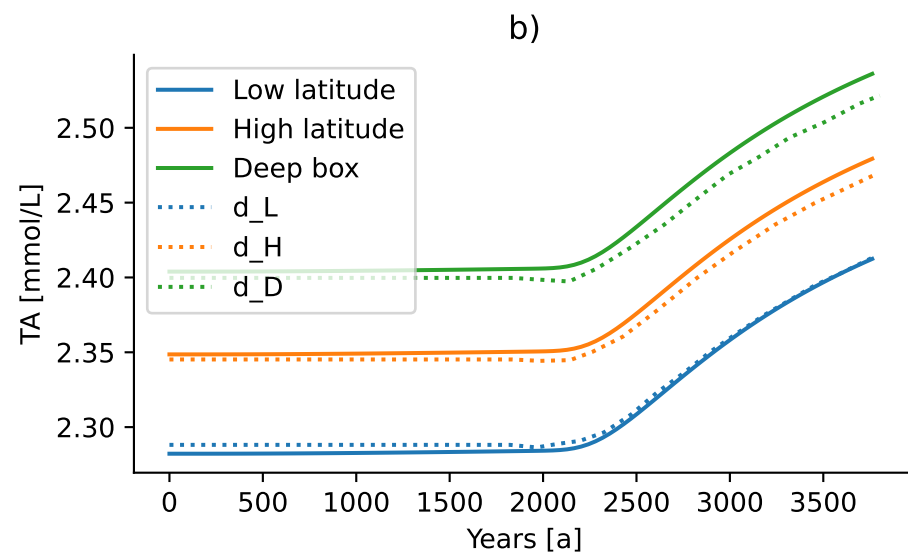 b)
2.50
2.45
2.40
2.35
2.30
TA [mmol/L]
Low latitude
High latitude
Deep box
d_L
d_H
d_D
0 500 1000 1500 2000 2500 3000 3500
Years [a]